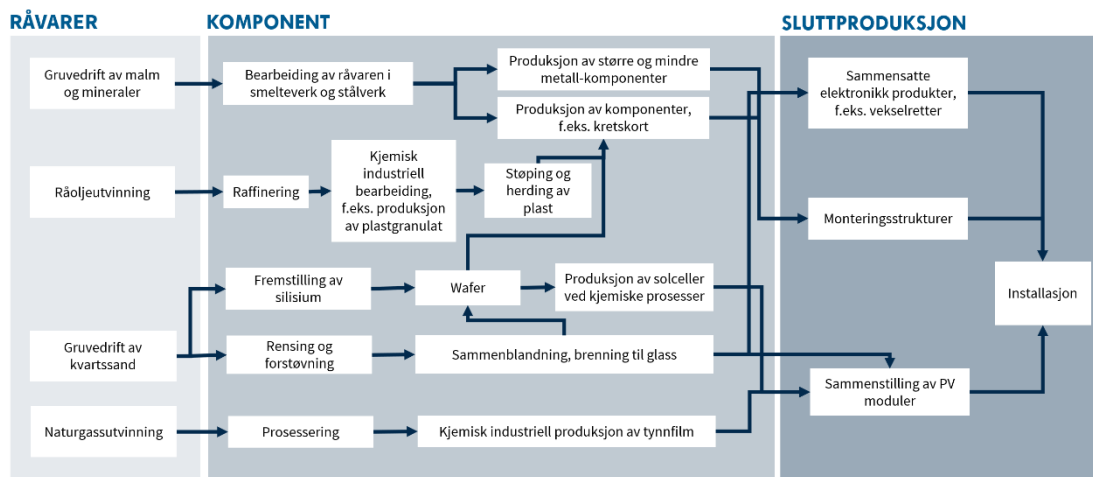 RÅVARER
KOMPONENT
SLUTTPRODUKSJON
Gruvedrift av malm
og mineraler
Bearbeiding av råvaren i
smelteverk og stålverk
Produksjon av større og mindre
metall-komponenter
Produksjon av komponenter,
f.eks. kretskort
Sammensatte
elektronikk produkter,
f.eks. vekselretter
Råoljeutvinning
Raffinering
Kjemisk
industriell
bearbeiding,
f.eks. produksjon
av plastgranulat
Støping og
herding av
plast
Monteringsstrukturer
Fremstilling av
silisium
Wafer
Produksjon av solceller
ved kjemiske prosesser
Installasjon
Gruvedrift av
kvartssand
Rensing og
forstøvning
Sammenblandning, brenning til glass
Sammenstilling av PV
moduler
Naturgassutvinning
Prosessering
Kjemisk industriell produksjon av tynnfilm